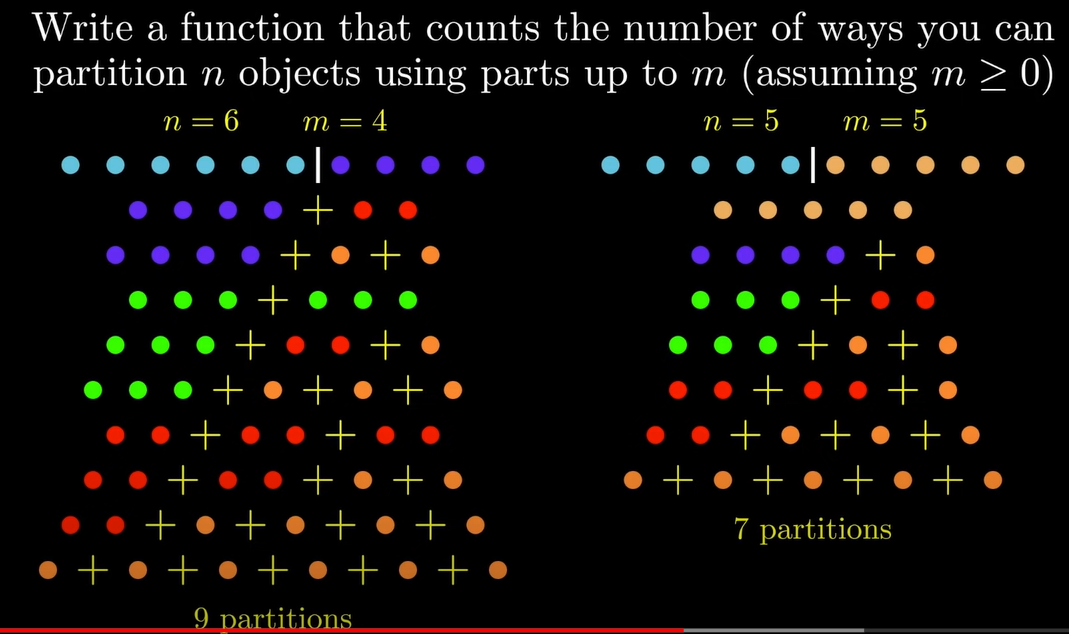 Write a function that counts the number of ways you can
partition n objects using parts up to m (assuming m ≥ 0)
n = 6 m = 4
n = 5 m = 5
7 partitions
9 partitions